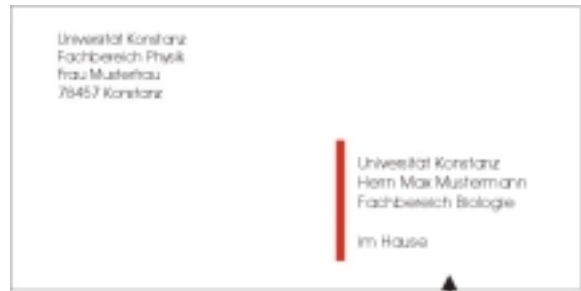 Universität Konstanz
Fachbereich Physik
Frau Musterfrau
78457 Konstanz
Universität Konstanz
Herrn Max Mustermann
Fachbereich Biologie
im Hause